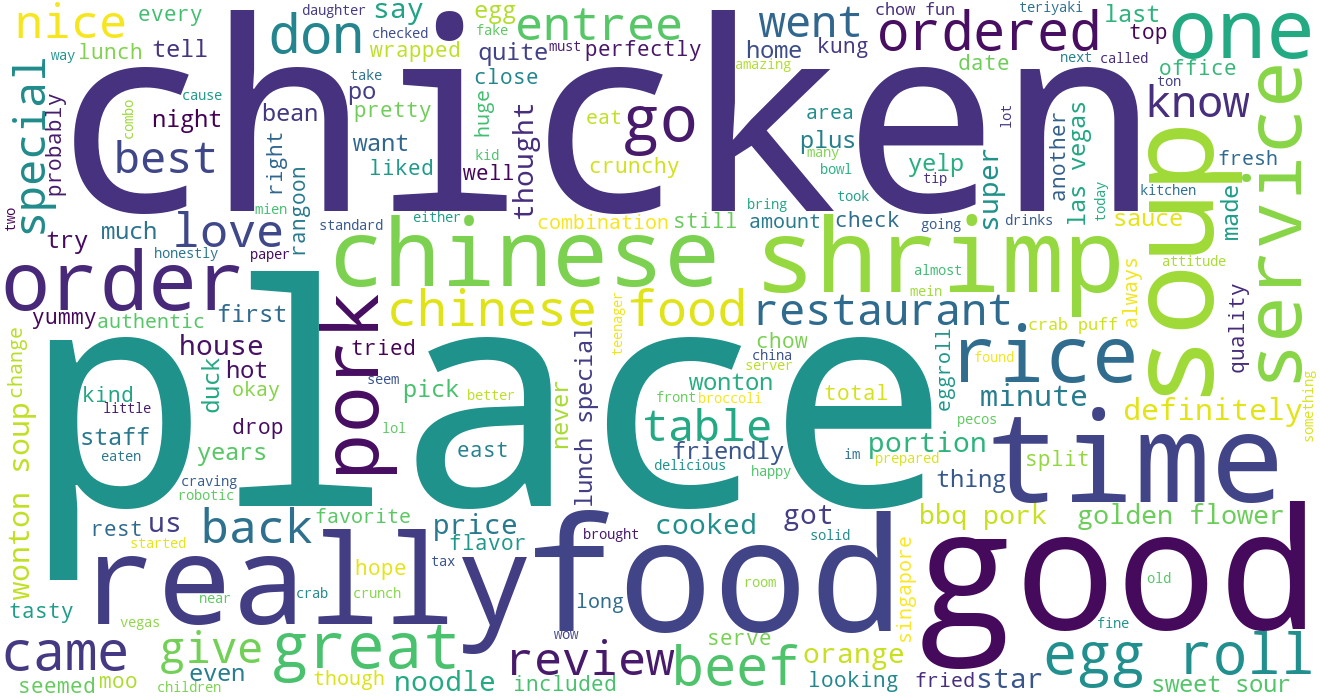 chicken
place
good
food
really
time
soup
service
chinese
shrimp
one
order
pork
rice
great
chinese food
restaurant
entree
ordered
went
nice
don
go
know
best
love
special
came
give
back
review
beef
egg roll
table
say
egg
every
daughter
checked
wrapped
quite
fake
must
perfectly
home
kung
chow fun
teriyaki
last
top
way
lunch
tell
close
amazing
date
next
called
office
cause
take
po
pretty
huge
eat
area
lot
ton
probably
combo
night
bean
want
thought
plus
las vegas
another
super
fresh
liked
well
kid
crunchy
many
bowl
yelp
tip
today
kitchen
right
rangoon
mien
standard
either
bring
took
made
two
try
much
honestly
paper
combination
still
amount
check
going
drinks
sauce
attitude
almost
mein
always
quality
yummy
authentic
first
teenager
crab puff
change
house
hot
tried
chow
china
server
eggroll
found
minute
wonton soup
kind
little
duck
okay
seem
pick
better
never
lunch special
wonton
front
broccoli
total
definitely
something
staff
eaten
drop
lol
east
friendly
delicious
happy
im
prepared
portion
pecos
years
craving
robotic
thing
split
rest
us
started
favorite
price
flavor
brought
cooked
got
solid
bbq pork
golden flower
tasty
near
vegas
crab
hope
crunch
tax
long
room
singapore
old
fine
wow
serve
orange
seemed
moo
even
children
though
noodle
included
looking
fried
star
sweet sour